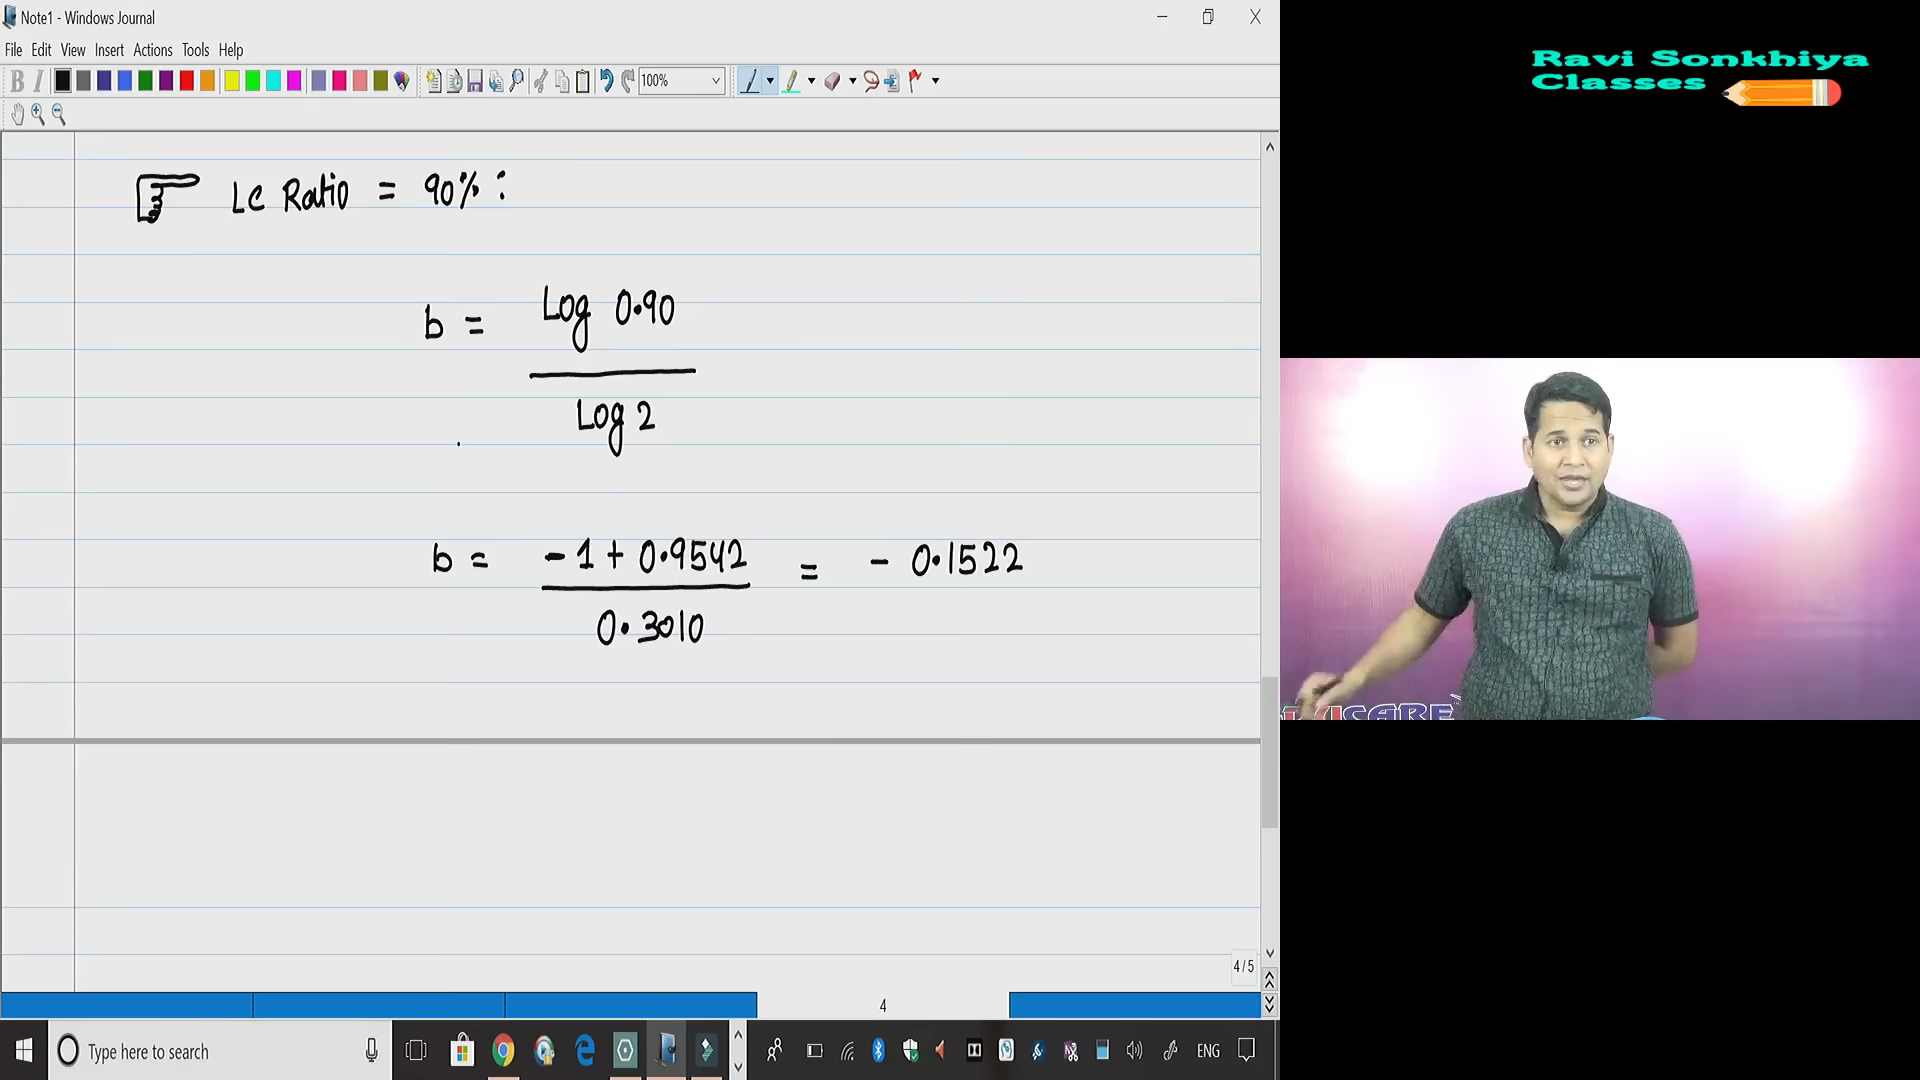 Note1 - Windows Journal
File Edit View Insert Actions Tools Help
B I 100%
LC Ratio = 90% :
b = Log 0.90
Log 2
b = - 1 + 0.9542 = - 0.1522
0.3010
4 / 5
4
Type here to search
ENG
Ravi Sonkhiya
Classes